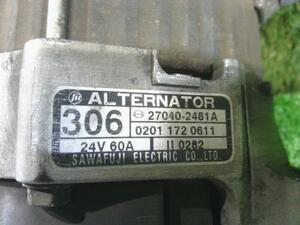 ALTERNATOR
306 27040-2481A
0201 172 0611
24V 60A II 0282
SAWAFUJI ELECTRIC CO.,LTD.